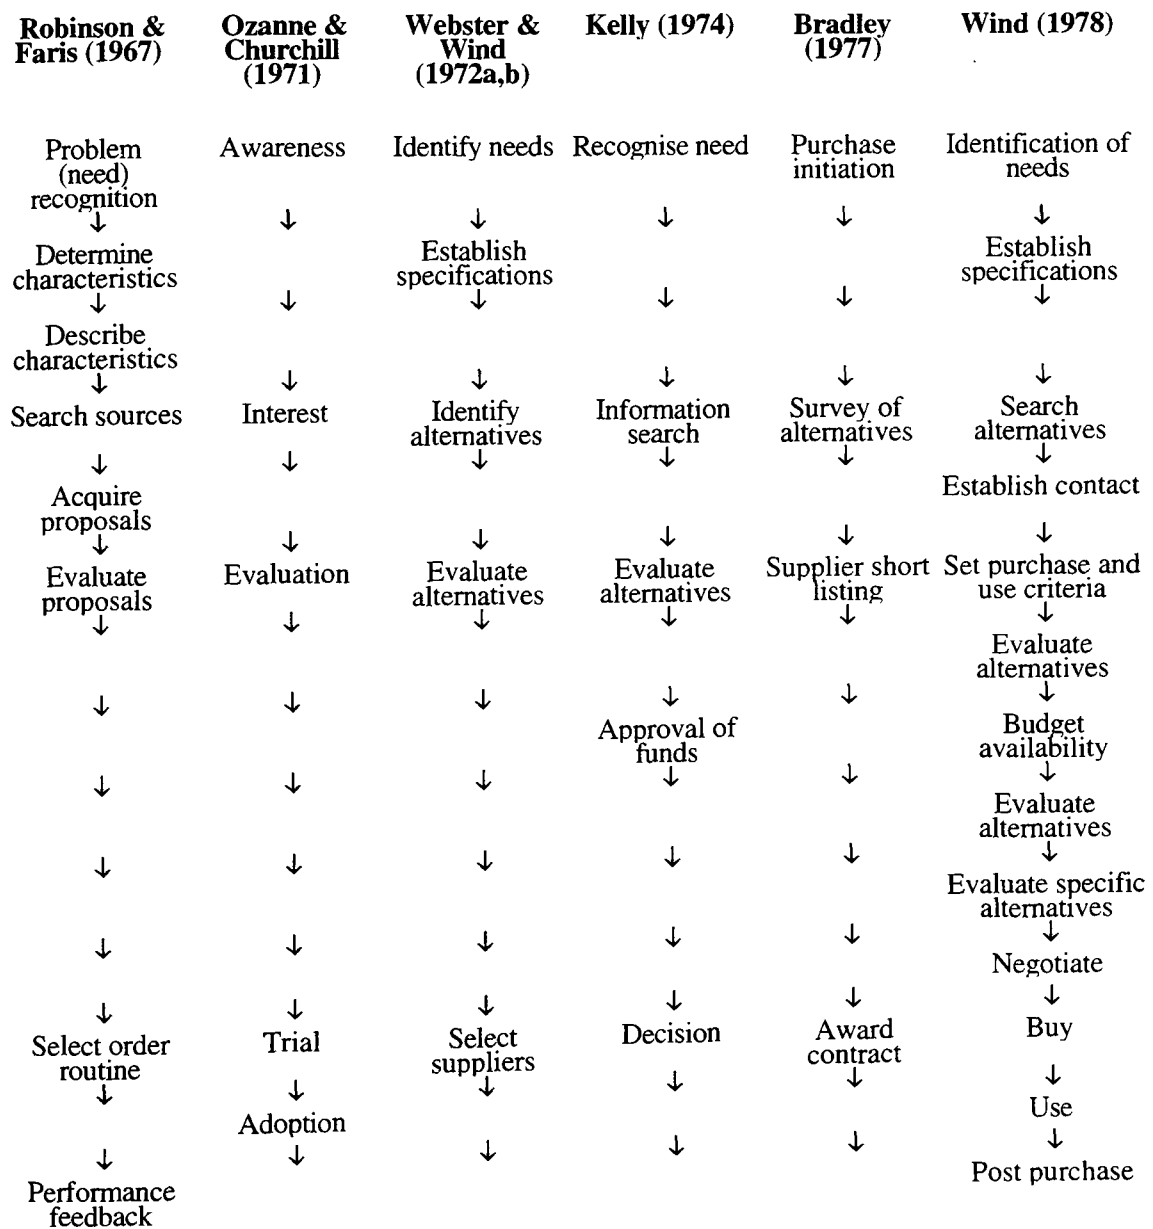 Robinson &
Faris (1967)
Ozanne &
Churchill
(1971)
Webster &
Wind
(1972a,b)
Kelly (1974)
Bradley
(1977)
Wind (1978)
Problem
(need)
recognition
Awareness
Identify needs
Recognise need
Purchase
initiation
Identification of
needs
↓ ↓ ↓ ↓ ↓ ↓
Determine
characteristics
Establish
specifications
Establish
specifications
↓ ↓ ↓ ↓ ↓ ↓
Describe
characteristics
↓ ↓ ↓ ↓ ↓ ↓
Search sources
Interest
Identify
alternatives
Information
search
Survey of
alternatives
Search
alternatives
↓ ↓ ↓ ↓ ↓ ↓
Acquire
proposals
Establish contact
↓ ↓ ↓ ↓ ↓ ↓
Evaluate
proposals
Evaluation
Evaluate
alternatives
Evaluate
alternatives
Supplier short
listing
Set purchase and
use criteria
↓ ↓ ↓ ↓ ↓ ↓
Evaluate
alternatives
↓ ↓ ↓ ↓ ↓ ↓
Approval of
funds
Budget
availability
↓ ↓ ↓ ↓ ↓ ↓
Evaluate
alternatives
↓ ↓ ↓ ↓ ↓ ↓
Evaluate specific
alternatives
↓ ↓ ↓ ↓ ↓ ↓
Negotiate
↓ ↓ ↓ ↓ ↓ ↓
Select order
routine
Trial
Select
suppliers
Decision
Award
contract
Buy
↓ ↓ ↓ ↓ ↓ ↓
Adoption
Use
↓ ↓ ↓ ↓ ↓ ↓
Performance
feedback
Post purchase